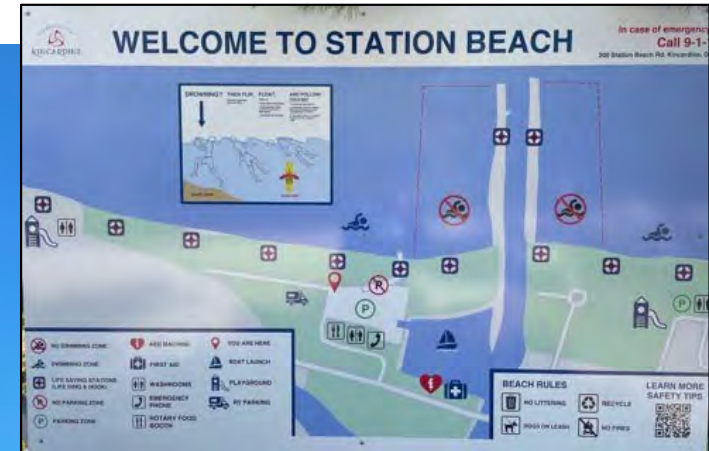 KINCARDINE
WELCOME TO STATION BEACH
In case of emergency
Call 9-1-
300 Station Beach Rd. Kincardine, O
DROWNING? THEN FLIP, FLOAT, AND FOLLOW
NO SWIMMING ZONE
SWIMMING ZONE
LIFE SAVING STATIONS
(LIFE RING & HOOK)
NO PARKING ZONE
P PARKING ZONE
AED MACHINE
FIRST AID
WASHROOMS
EMERGENCY
PHONE
ROTARY FOOD
BOOTH
YOU ARE HERE
BOAT LAUNCH
PLAYGROUND
RV PARKING
R
P
P
BEACH RULES
NO LITTERING
RECYCLE
DOGS ON LEASH
NO FIRES
LEARN MORE
SAFETY TIPS